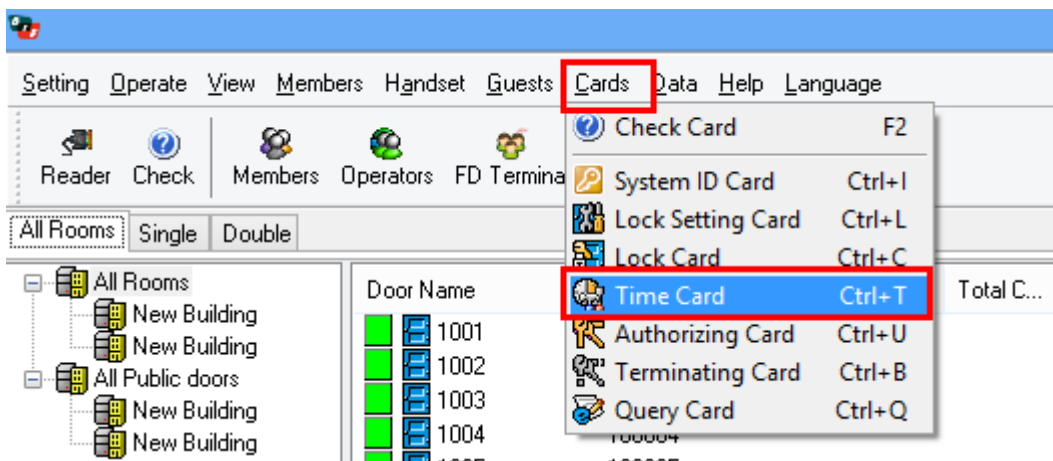 Setting Operate View Members Handset Guests Cards Data Help Language
Reader Check Members Operators FD Termina
All Rooms Single Double
Check Card F2
System ID Card Ctrl+I
Lock Setting Card Ctrl+L
Lock Card Ctrl+C
Time Card Ctrl+T
Authorizing Card Ctrl+U
Terminating Card Ctrl+B
Query Card Ctrl+Q
All Rooms
New Building
New Building
All Public doors
New Building
New Building
Door Name Total C...
1001
1002
1003
1004